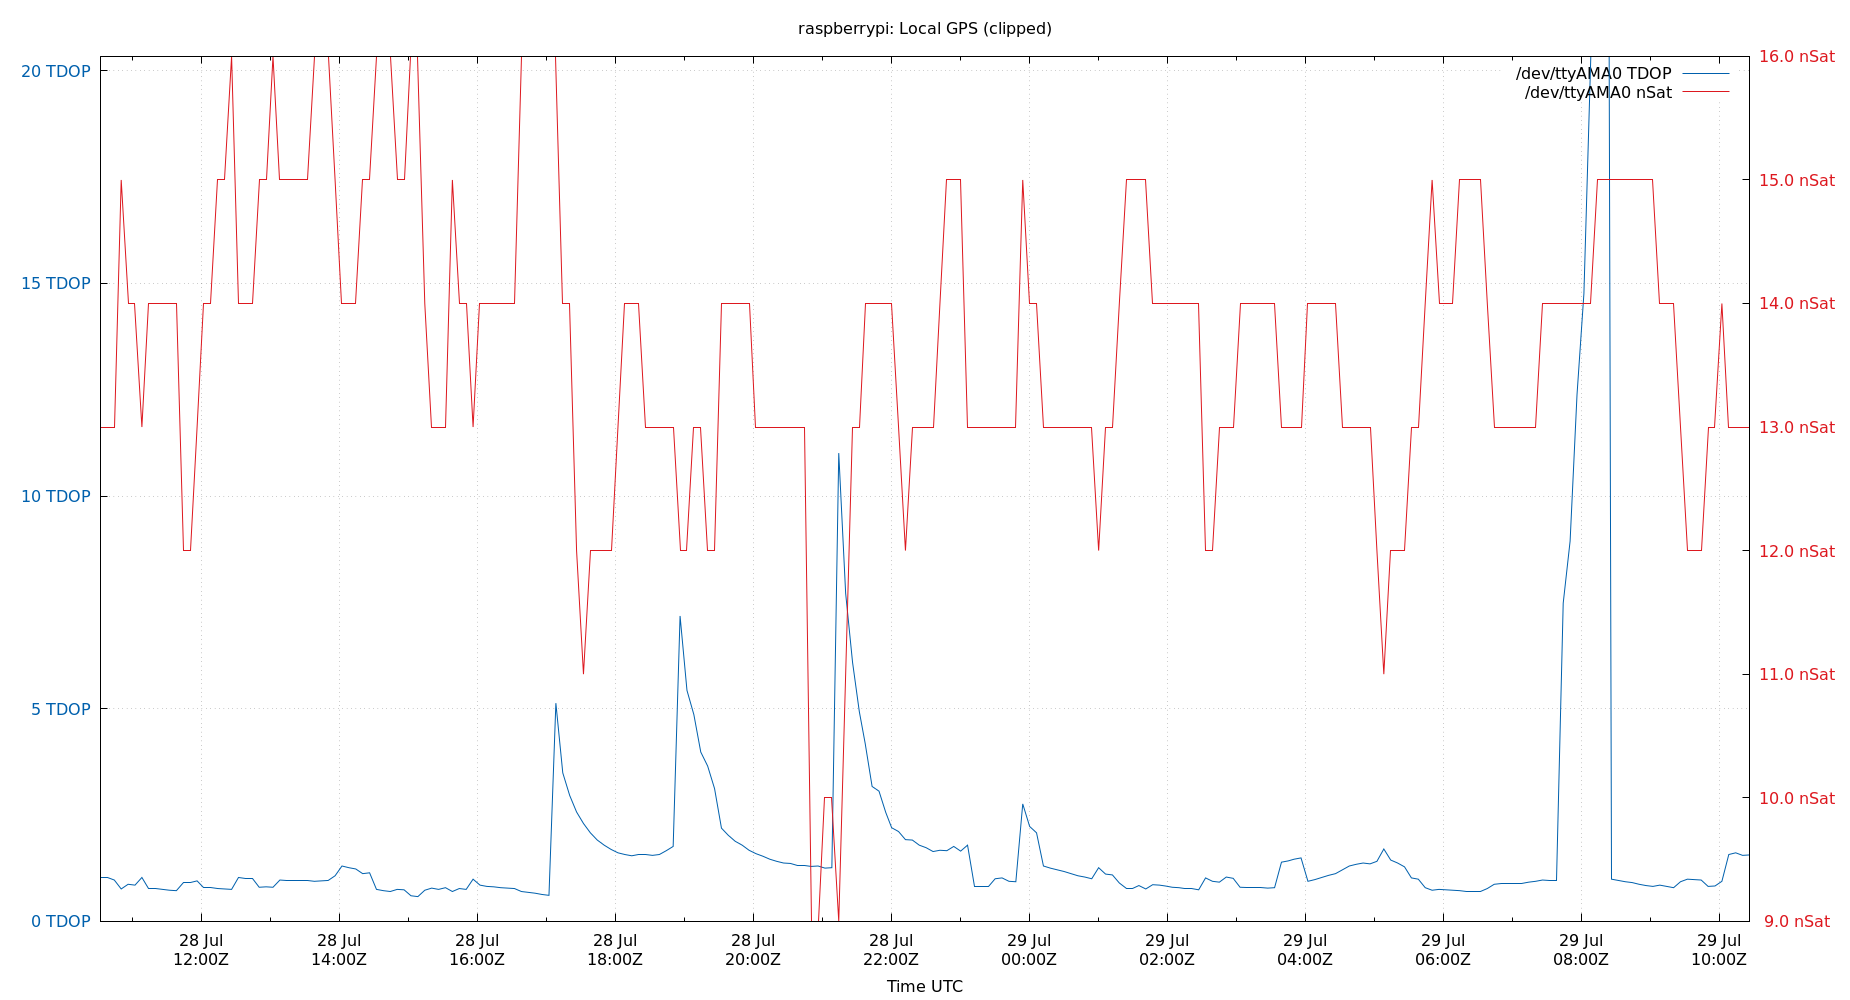 raspberrypi: Local GPS (clipped)
20 TDOP
15 TDOP
10 TDOP
5 TDOP
0 TDOP
/dev/ttyAMA0 TDOP
/dev/ttyAMA0 nSat
16.0 nSat
15.0 nSat
14.0 nSat
13.0 nSat
12.0 nSat
11.0 nSat
10.0 nSat
9.0 nSat
28 Jul 28 Jul 28 Jul 28 Jul 28 Jul 28 Jul 29 Jul 29 Jul 29 Jul 29 Jul 29 Jul 29 Jul
12:00Z 14:00Z 16:00Z 18:00Z 20:00Z 22:00Z 00:00Z 02:00Z 04:00Z 06:00Z 08:00Z 10:00Z
Time UTC